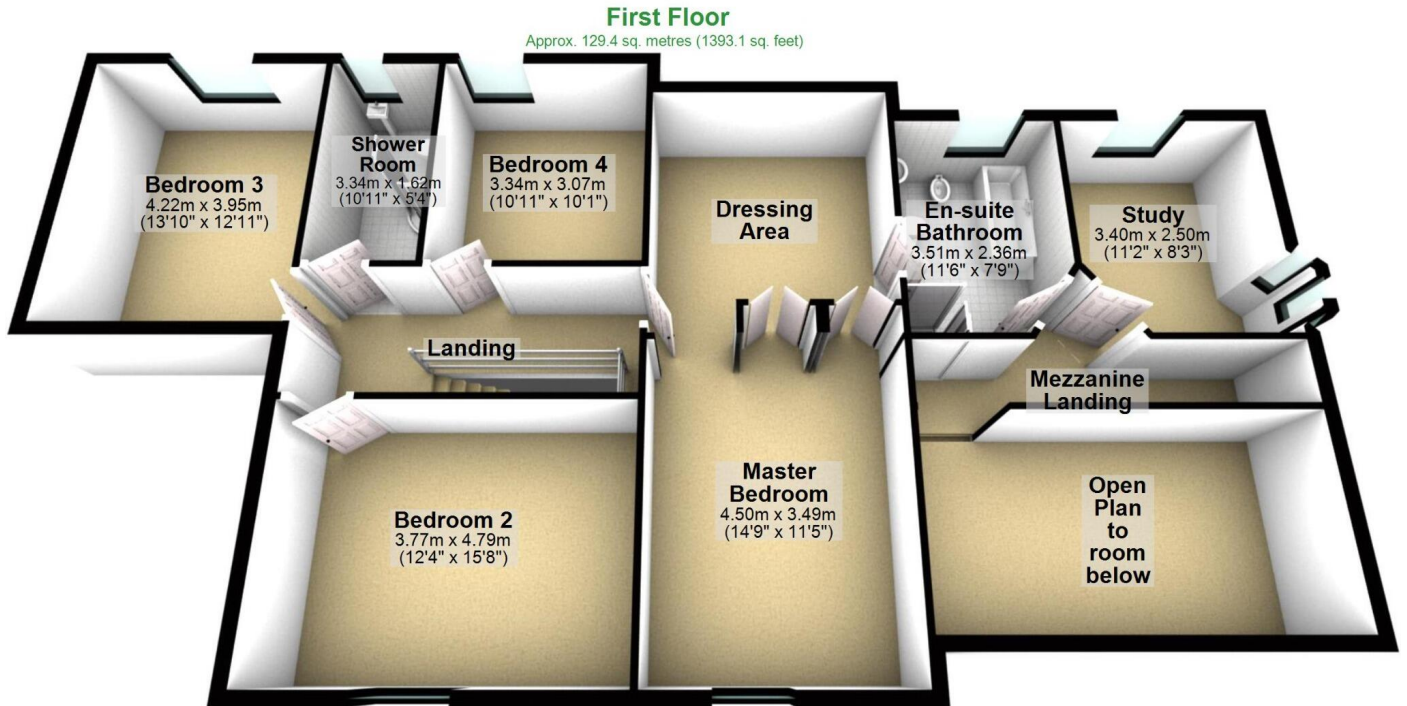 First Floor
Approx. 129.4 sq. metres (1393.1 sq. feet)
Bedroom 3
4.22m x 3.95m
(13'10" x 12'11")
Shower
Room
3.34m x 1.62m
(10'11" x 5'4")
Bedroom 4
3.34m x 3.07m
(10'11" x 10'1")
Dressing
Area
En-suite
Bathroom
3.51m x 2.36m
(11'6" x 7'9")
Study
3.40m x 2.50m
(11'2" x 8'3")
Landing
Mezzanine
Landing
Bedroom 2
3.77m x 4.79m
(12'4" x 15'8")
Master
Bedroom
4.50m x 3.49m
(14'9" x 11'5")
Open
Plan
to
room
below